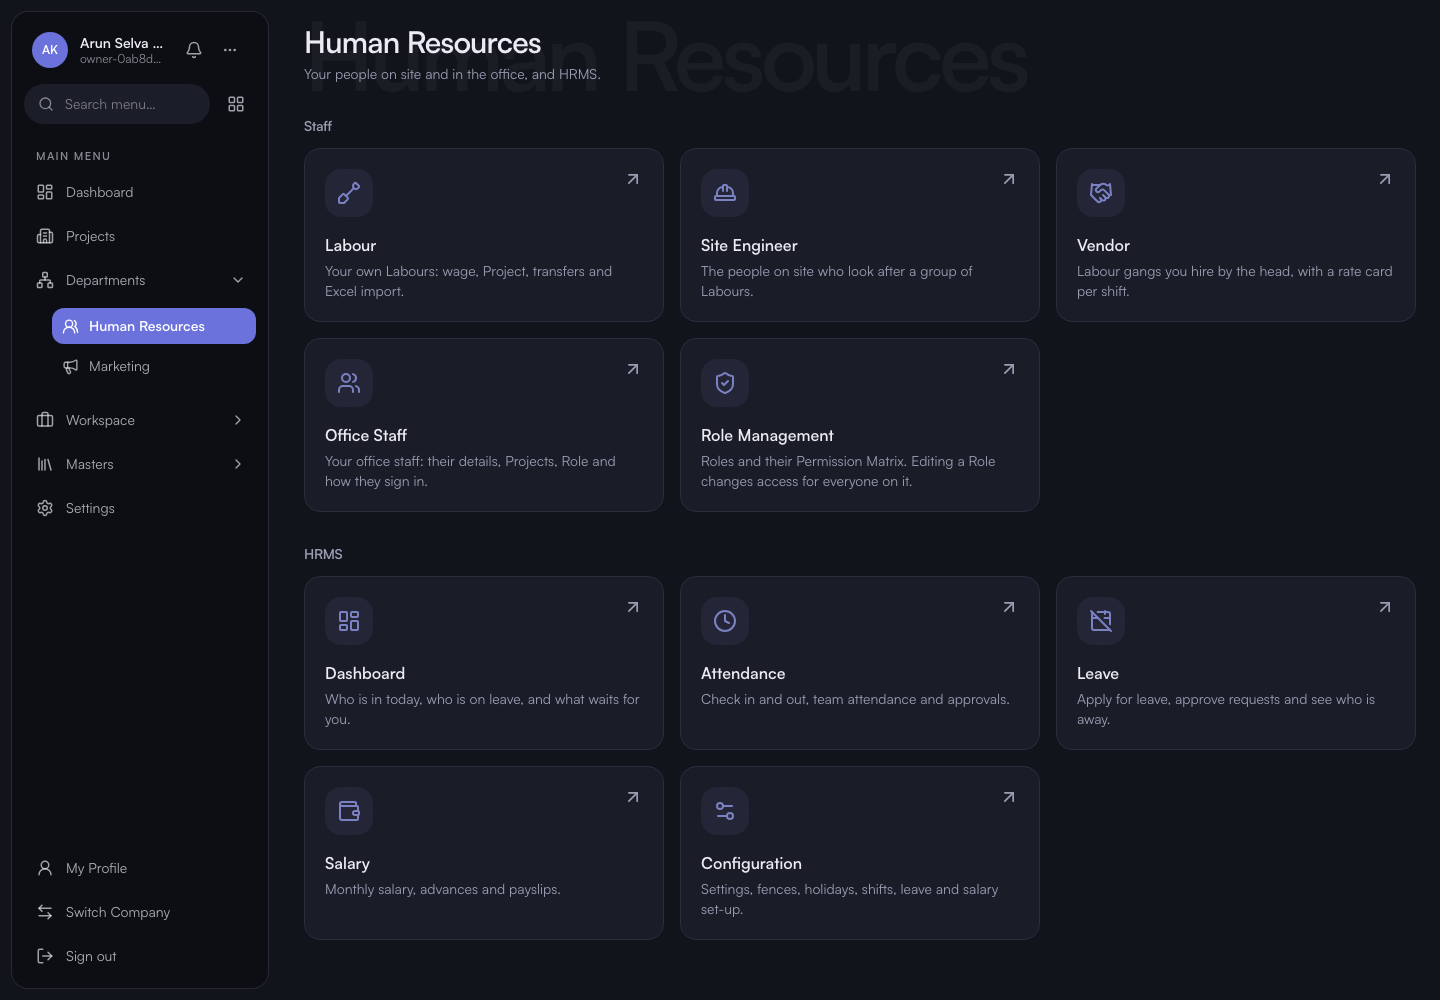 AK
Arun Selva ...
owner-0ab8d...
Search menu...
MAIN MENU
Dashboard
Projects
Departments
Human Resources
Marketing
Workspace
Masters
Settings
My Profile
Switch Company
Sign out
Human Resources
Human Resources
Your people on site and in the office, and HRMS.
Staff
Labour
Your own Labours: wage, Project, transfers and
Excel import.
Site Engineer
The people on site who look after a group of
Labours.
Vendor
Labour gangs you hire by the head, with a rate card
per shift.
Office Staff
Your office staff: their details, Projects, Role and
how they sign in.
Role Management
Roles and their Permission Matrix. Editing a Role
changes access for everyone on it.
HRMS
Dashboard
Who is in today, who is on leave, and what waits for
you.
Attendance
Check in and out, team attendance and approvals.
Leave
Apply for leave, approve requests and see who is
away.
Salary
Monthly salary, advances and payslips.
Configuration
Settings, fences, holidays, shifts, leave and salary
set-up.